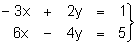 - 3x + 2y = 1
6x - 4y = 5}